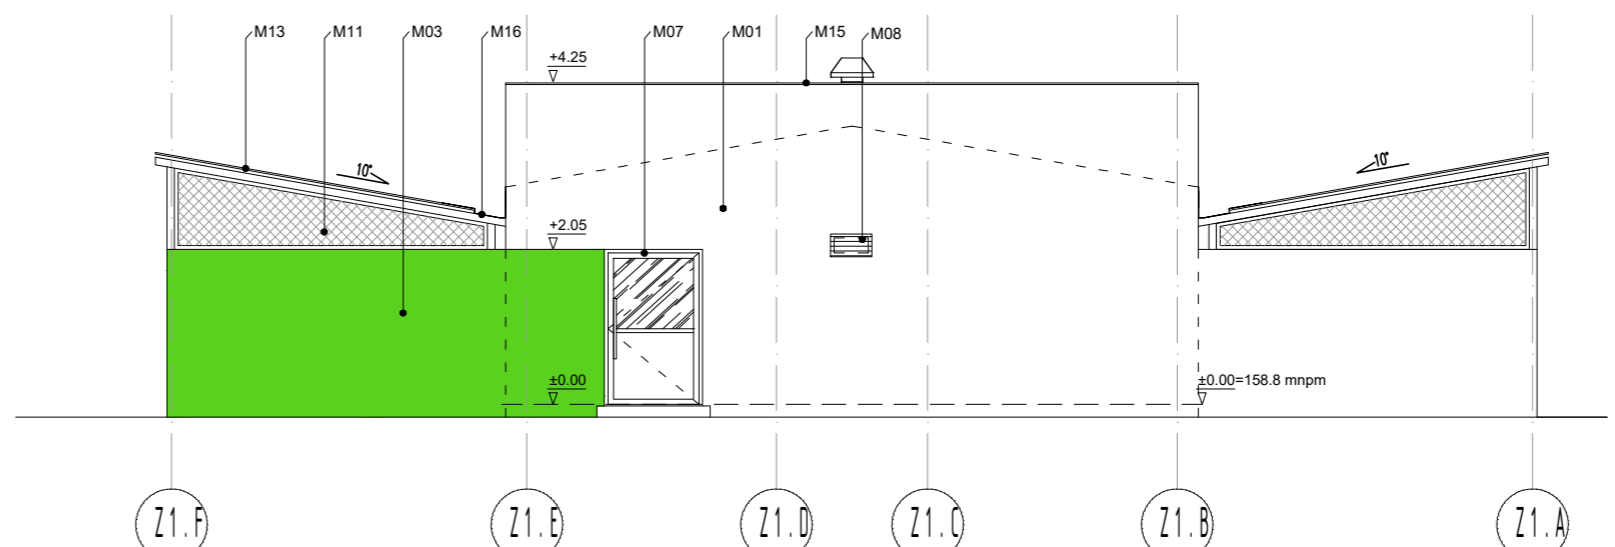 M13 M11 M03 M16 M07 M01 M15 M08
+4.25
10° 10°
+2.05
±0.00 ±0.00=158.8 mnpm
Z1.F Z1.E Z1.D Z1.C Z1.B Z1.A